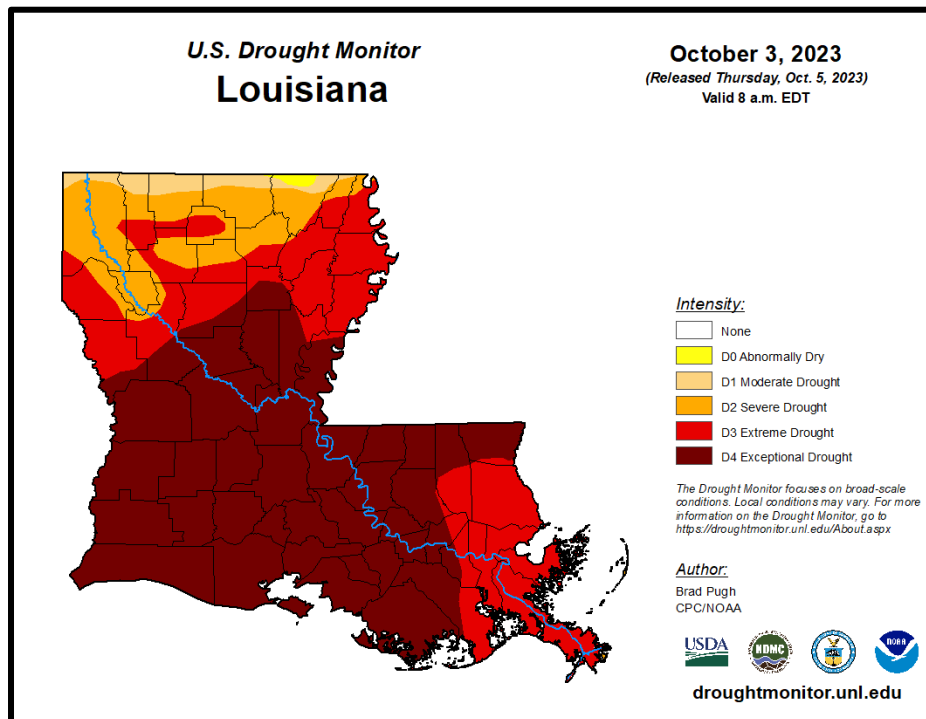 U.S. Drought Monitor
Louisiana
October 3, 2023
(Released Thursday, Oct. 5, 2023)
Valid 8 a.m. EDT
Intensity:
None
D0 Abnormally Dry
D1 Moderate Drought
D2 Severe Drought
D3 Extreme Drought
D4 Exceptional Drought
The Drought Monitor focuses on broad-scale
conditions. Local conditions may vary. For more
information on the Drought Monitor, go to
https://droughtmonitor.unl.edu/About.aspx
Author:
Brad Pugh
CPC/NOAA
USDA
NDMC
NOAA
droughtmonitor.unl.edu